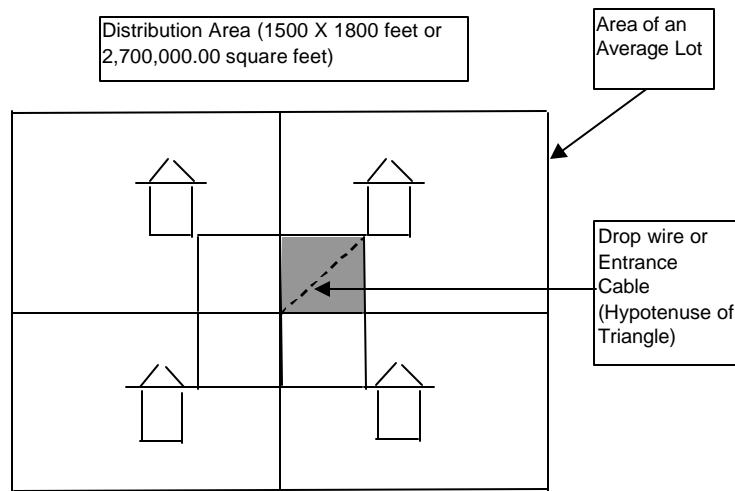 Distribution Area (1500 X 1800 feet or
2,700,000.00 square feet)
Area of an
Average Lot
Drop wire or
Entrance
Cable
(Hypotenuse of
Triangle)